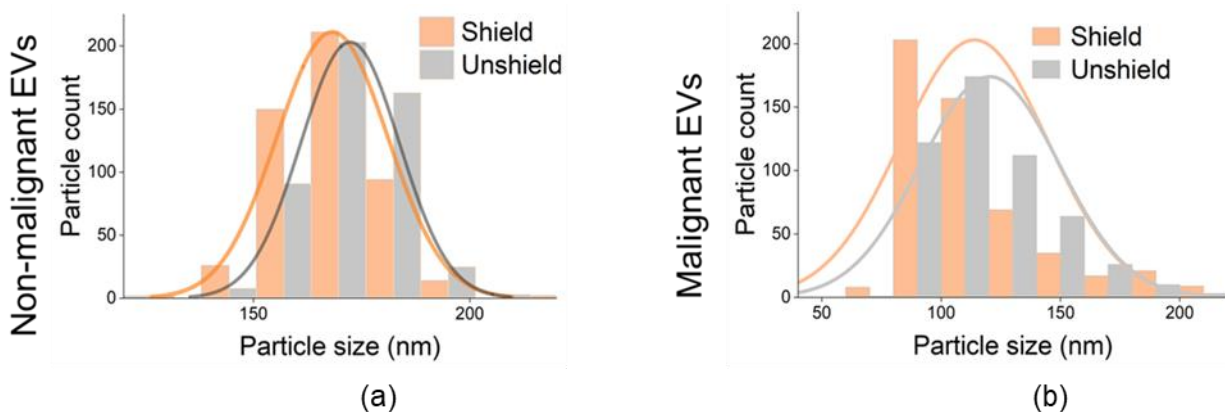 Non-malignant EVs
Particle count
200
150
100
50
0
Shield
Unshield
150
200
Particle size (nm)
(a)
Malignant EVs
Particle count
200
150
100
50
0
Shield
Unshield
50
100
150
200
Particle size (nm)
(b)